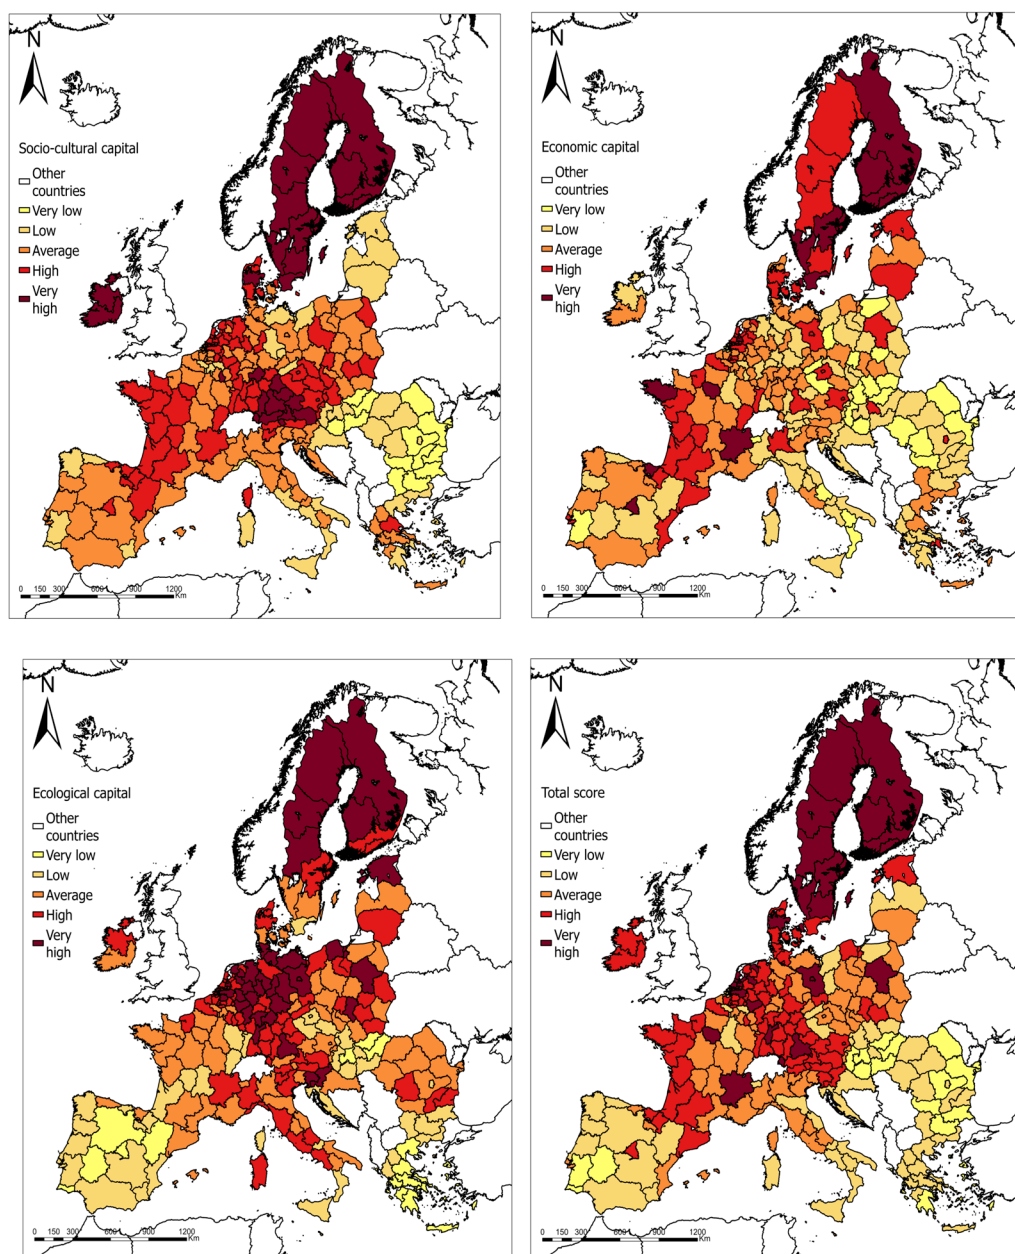 N
Socio-cultural capital
Other
countries
Very low
Low
Average
High
Very
high
0 150 300 600 900 1200
Km
N
Economic capital
Other
countries
Very low
Low
Average
High
Very
high
0 150 300 600 900 1200
Km
N
Ecological capital
Other
countries
Very low
Low
Average
High
Very
high
0 150 300 600 900 1200
Km
N
Total score
Other
countries
Very low
Low
Average
High
Very
high
0 150 300 600 900 1200
Km